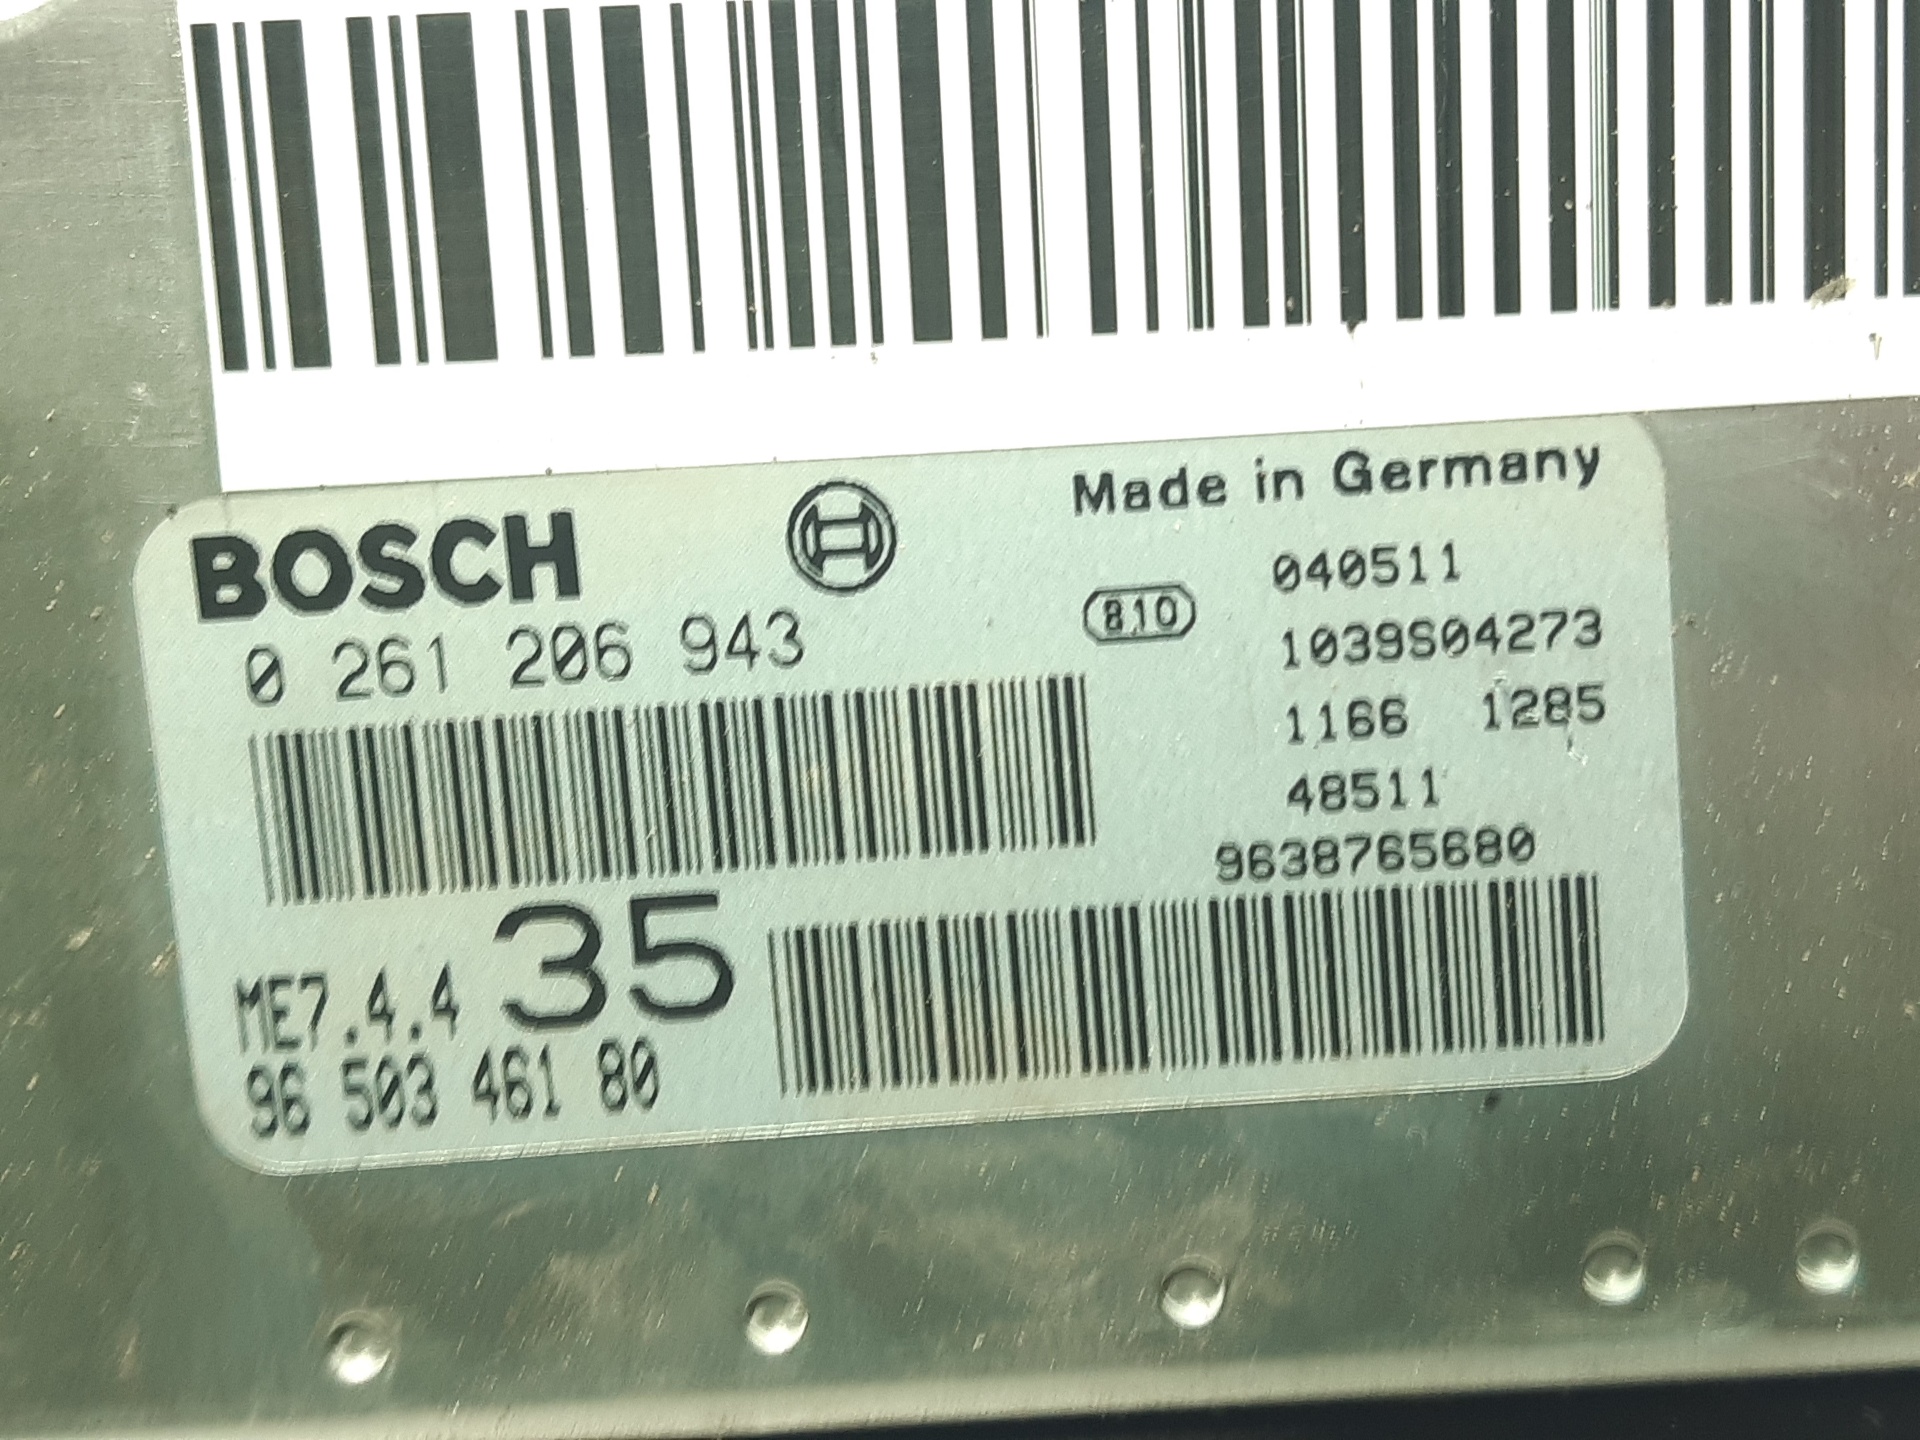 BOSCH
Made in Germany
0 261 206 943
810
040511
1039S04273
1166 1285
48511
9638765680
ME7.4.4 35
96 503 461 80